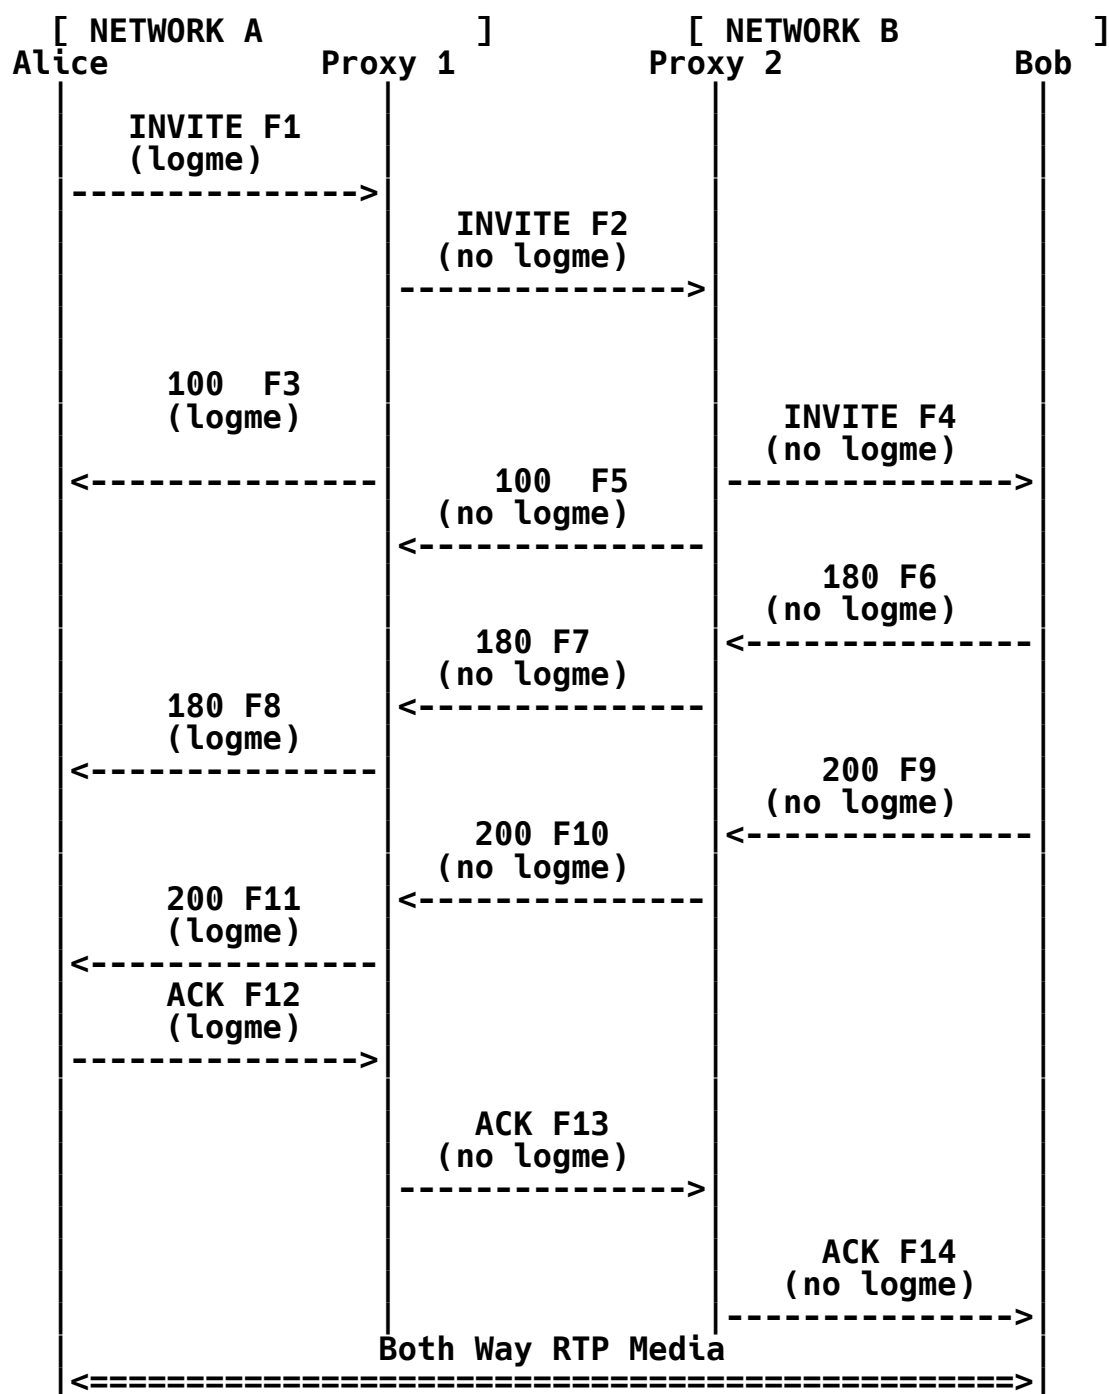 [ NETWORK A           ]          [ NETWORK B          ]
Alice           Proxy 1          Proxy 2            Bob
INVITE F1
(logme)
--------------->
INVITE F2
(no logme)
--------------->
100  F3
(logme)                         INVITE F4
(no logme)
<---------------      100  F5     --------------->
(no logme)
<---------------
180 F6
(no logme)
180 F7       <---------------
(no logme)
180 F8           <---------------
(logme)
<---------------                       200 F9
(no logme)
200 F10      <---------------
(no logme)
200 F11          <---------------
(logme)
<---------------
ACK F12
(logme)
--------------->
ACK F13
(no logme)
--------------->
ACK F14
(no logme)
--------------->
Both Way RTP Media
<================================================>